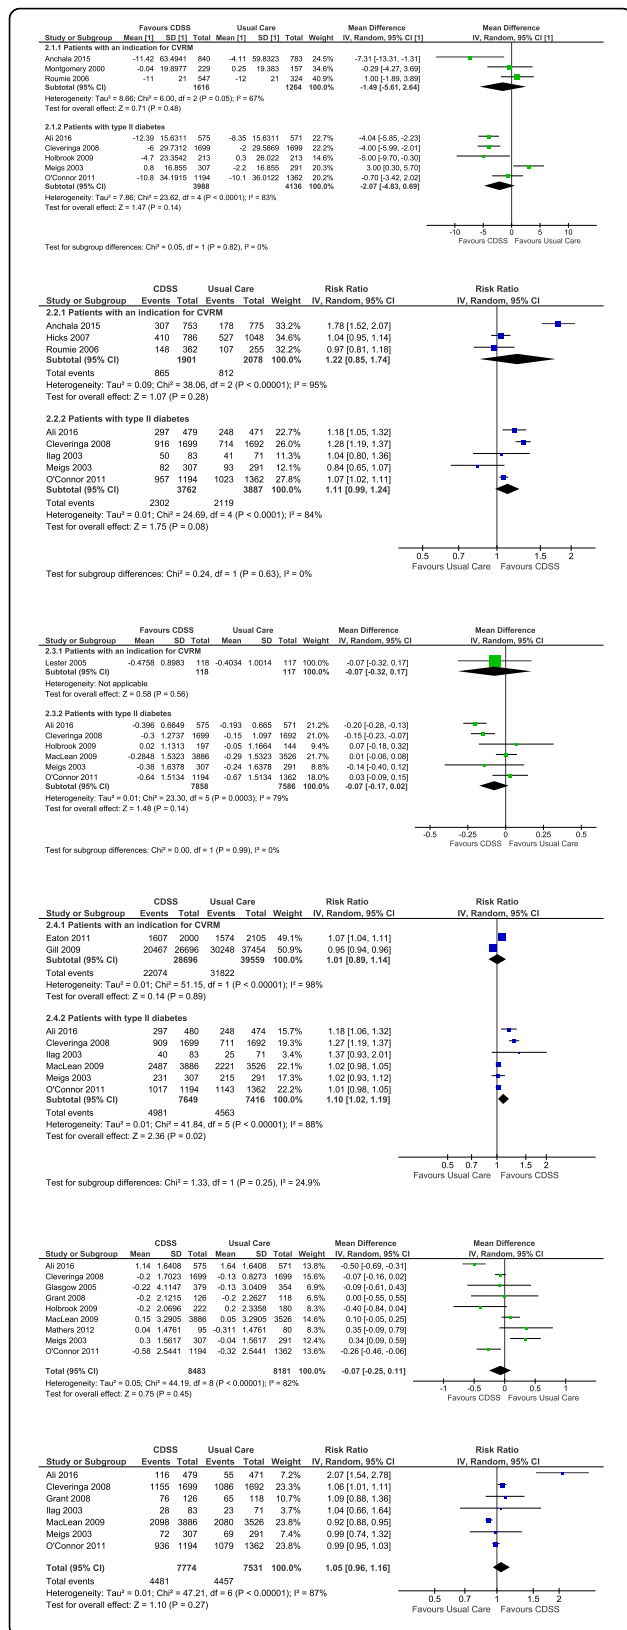 Favours CDSS Usual Care Mean Difference Mean Difference
Mean [1] SD [1] Total Mean [1] SD [1] Total Weight IV, Random, 95% CI [1] IV, Random, 95% CI [1]
2.1.1 Patients with an indication for CVRM
Anchala 2015 -11.42 63.4941 840 -4.11 59.8323 783 24.5% -7.31 [-13.31, -1.31]
Montgomery 2000 -0.04 19.8977 229 0.25 19.383 157 35.1% -0.29 [-4.27, 3.69]
Roumie 2006 -11 21 547 -12 21 324 40.4% 1.00 [-1.89, 3.89]
Subtotal (95% CI) 1616 1264 100.0% -1.49 [-5.61, 2.64]
Heterogeneity: Tau² = 8.66; Chi² = 6.00, df = 2 (P = 0.05); I² = 67%
Test for overall effect: Z = 0.71 (P = 0.48)
2.1.2 Patients with type II diabetes
Ali 2016 -12.39 15.6311 575 -8.35 15.6311 571 22.7% -4.04 [-5.85, -2.23]
Cleveringa 2008 -6 29.7312 1699 -2 29.5869 1699 22.4% -4.00 [-5.99, -2.01]
Holbrook 2009 -4.7 23.3542 213 0.3 26.022 213 14.3% -5.00 [-9.70, -0.30]
Meigs 2003 0.8 16.855 307 -2.2 16.855 291 20.4% 3.00 [0.30, 5.70]
O'Connor 2011 -10.8 34.1915 1194 -10.1 36.0122 1362 20.2% -0.70 [-3.42, 2.02]
Subtotal (95% CI) 3988 4136 100.0% -2.07 [-4.83, 0.69]
Heterogeneity: Tau² = 7.86; Chi² = 23.62, df = 4 (P < 0.0001); I² = 83%
Test for overall effect: Z = 1.47 (P = 0.14)
-10 -5 0 5 10
Favours CDSS Favours Usual Care
Test for subgroup differences: Chi² = 0.05, df = 1 (P = 0.82), I² = 0%
CDSS Usual Care Risk Ratio Risk Ratio
Study or Subgroup Events Total Events Total Weight IV, Random, 95% CI IV, Random, 95% CI
2.2.1 Patients with an indication for CVRM
Anchala 2015 307 753 178 775 33.2% 1.78 [1.52, 2.07]
Hicks 2007 410 786 527 1048 34.6% 1.04 [0.95, 1.14]
Roumie 2006 148 362 107 255 32.2% 0.97 [0.81, 1.18]
Subtotal (95% CI) 1901 2078 100.0% 1.22 [0.85, 1.74]
Total events 865 812
Heterogeneity: Tau² = 0.09; Chi² = 38.06, df = 2 (P < 0.00001); I² = 95%
Test for overall effect: Z = 1.07 (P = 0.28)
2.2.2 Patients with type II diabetes
Ali 2016 297 479 248 471 22.7% 1.18 [1.05, 1.32]
Cleveringa 2008 916 1699 714 1692 26.0% 1.28 [1.19, 1.37]
Ilag 2003 50 83 41 71 11.3% 1.04 [0.80, 1.36]
Meigs 2003 82 307 93 291 12.1% 0.84 [0.65, 1.07]
O'Connor 2011 957 1194 1023 1362 27.8% 1.07 [1.02, 1.11]
Subtotal (95% CI) 3762 3887 100.0% 1.11 [0.99, 1.24]
Total events 2302 2119
Heterogeneity: Tau² = 0.01; Chi² = 24.69, df = 4 (P < 0.0001); I² = 84%
Test for overall effect: Z = 1.75 (P = 0.08)
0.5 0.7 1 1.5 2
Favours Usual Care Favours CDSS
Test for subgroup differences: Chi² = 0.24, df = 1 (P = 0.63), I² = 0%
Favours CDSS Usual Care Mean Difference Mean Difference
Study or Subgroup Mean SD Total Mean SD Total Weight IV, Random, 95% CI IV, Random, 95% CI
2.3.1 Patients with an indication for CVRM
Lester 2005 -0.4758 0.8983 118 -0.4034 1.0014 117 100.0% -0.07 [-0.32, 0.17]
Subtotal (95% CI) 118 117 100.0% -0.07 [-0.32, 0.17]
Heterogeneity: Not applicable
Test for overall effect: Z = 0.58 (P = 0.56)
2.3.2 Patients with type II diabetes
Ali 2016 -0.396 0.6649 575 -0.193 0.665 571 21.2% -0.20 [-0.28, -0.13]
Cleveringa 2008 -0.3 1.2737 1699 -0.15 1.097 1692 21.0% -0.15 [-0.23, -0.07]
Holbrook 2009 0.02 1.1313 197 -0.05 1.1664 144 9.4% 0.07 [-0.18, 0.32]
MacLean 2009 -0.2848 1.5323 3886 -0.29 1.5323 3526 21.6% 0.01 [-0.06, 0.08]
Meigs 2003 -0.38 1.6378 307 -0.24 1.6378 291 8.8% -0.14 [-0.40, 0.12]
O'Connor 2011 -0.64 1.5134 1194 -0.67 1.5134 1362 18.0% 0.03 [-0.09, 0.15]
Subtotal (95% CI) 7858 7586 100.0% -0.07 [-0.17, 0.02]
Heterogeneity: Tau² = 0.01; Chi² = 23.30, df = 5 (P = 0.0003); I² = 79%
Test for overall effect: Z = 1.48 (P = 0.14)
-0.5 -0.25 0 0.25 0.5
Favours CDSS Favours Usual Care
Test for subgroup differences: Chi² = 0.00, df = 1 (P = 0.99), I² = 0%
CDSS Usual Care Risk Ratio Risk Ratio
Study or Subgroup Events Total Events Total Weight IV, Random, 95% CI IV, Random, 95% CI
2.4.1 Patients with an indication for CVRM
Eaton 2011 1607 2000 1574 2105 49.1% 1.07 [1.04, 1.11]
Gill 2009 20467 26696 30248 37454 50.9% 0.95 [0.94, 0.96]
Subtotal (95% CI) 28696 39559 100.0% 1.01 [0.89, 1.14]
Total events 22074 31822
Heterogeneity: Tau² = 0.01; Chi² = 51.15, df = 1 (P < 0.00001); I² = 98%
Test for overall effect: Z = 0.14 (P = 0.89)
2.4.2 Patients with type II diabetes
Ali 2016 297 480 248 474 15.7% 1.18 [1.06, 1.32]
Cleveringa 2008 909 1699 711 1692 19.4% 1.27 [1.19, 1.37]
Ilag 2003 40 83 25 71 3.4% 1.37 [0.93, 2.01]
MacLean 2009 2487 3886 2221 3526 22.0% 1.02 [0.98, 1.05]
Meigs 2003 231 307 215 291 17.3% 1.02 [0.93, 1.12]
O'Connor 2011 1017 1194 1143 1362 22.2% 1.01 [0.98, 1.05]
Subtotal (95% CI) 7649 7416 100.0% 1.10 [1.02, 1.19]
Total events 4981 4563
Heterogeneity: Tau² = 0.01; Chi² = 41.84, df = 5 (P < 0.00001); I² = 88%
Test for overall effect: Z = 2.36 (P = 0.02)
0.5 0.7 1 1.5 2
Favours Usual Care Favours CDSS
Test for subgroup differences: Chi² = 1.33, df = 1 (P = 0.25), I² = 24.9%
CDSS Usual Care Mean Difference Mean Difference
Study or Subgroup Mean SD Total Mean SD Total Weight IV, Random, 95% CI IV, Random, 95% CI
Ali 2016 1.14 1.6408 575 1.64 1.6408 571 13.8% -0.50 [-0.69, -0.31]
Cleveringa 2008 -0.2 1.7023 1699 -0.13 0.8273 1699 15.6% -0.07 [-0.16, 0.02]
Glasgow 2005 -0.22 4.1147 379 -0.13 3.0409 354 6.8% -0.09 [-0.61, 0.43]
Grant 2008 -0.2 2.1215 126 -0.2 2.2627 118 6.5% 0.00 [-0.55, 0.55]
Holbrook 2009 -0.2 2.0696 222 0.2 2.3358 180 8.1% -0.40 [-0.84, 0.04]
MacLean 2009 0.15 3.2905 3886 0.05 3.2905 3526 14.6% 0.10 [-0.05, 0.25]
Mathers 2012 0.04 1.4761 95 -0.311 1.4761 80 8.1% 0.35 [-0.09, 0.79]
Meigs 2003 0.3 1.5617 307 -0.04 1.5617 291 12.7% 0.34 [0.09, 0.59]
O'Connor 2011 -0.58 2.5441 1194 -0.32 2.5441 1362 13.7% -0.26 [-0.46, -0.06]
Total (95% CI) 8483 8181 100.0% -0.07 [-0.25, 0.11]
Heterogeneity: Tau² = 0.05; Chi² = 44.19, df = 8 (P < 0.00001); I² = 82%
Test for overall effect: Z = 0.75 (P = 0.45)
-1 -0.5 0 0.5 1
Favours CDSS Favours Usual Care
CDSS Usual Care Risk Ratio Risk Ratio
Study or Subgroup Events Total Events Total Weight IV, Random, 95% CI IV, Random, 95% CI
Ali 2016 116 479 55 471 7.2% 2.07 [1.54, 2.78]
Cleveringa 2008 1155 1699 1086 1692 23.3% 1.06 [1.01, 1.11]
Grant 2008 76 126 65 118 11.5% 1.09 [0.88, 1.36]
Ilag 2003 28 83 23 71 3.8% 1.04 [0.66, 1.64]
MacLean 2009 2098 3886 2080 3526 22.9% 0.92 [0.88, 0.95]
Meigs 2003 72 307 69 291 7.4% 0.99 [0.74, 1.32]
O'Connor 2011 936 1194 1079 1362 23.9% 0.99 [0.95, 1.03]
Total (95% CI) 7774 7531 100.0% 1.05 [0.96, 1.16]
Total events 4481 4457
Heterogeneity: Tau² = 0.01; Chi² = 47.21, df = 6 (P < 0.00001); I² = 87%
Test for overall effect: Z = 1.10 (P = 0.27)
0.5 0.7 1 1.5 2
Favours Usual Care Favours CDSS